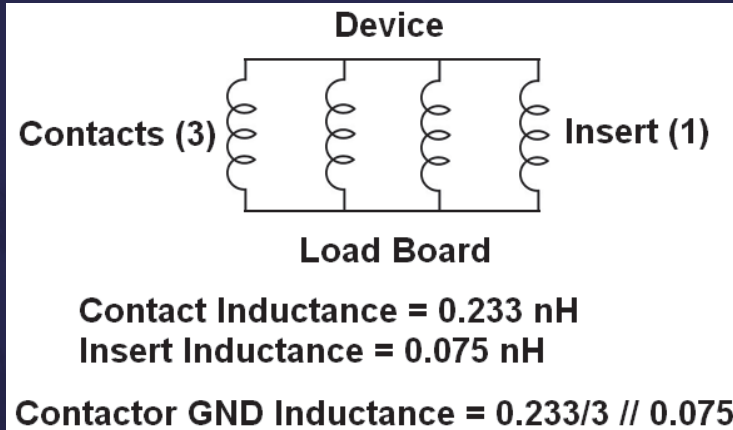 Device
Contacts (3)
Insert (1)
Load Board
Contact Inductance = 0.233 nH
Insert Inductance = 0.075 nH
Contactor GND Inductance = 0.233/3 // 0.075